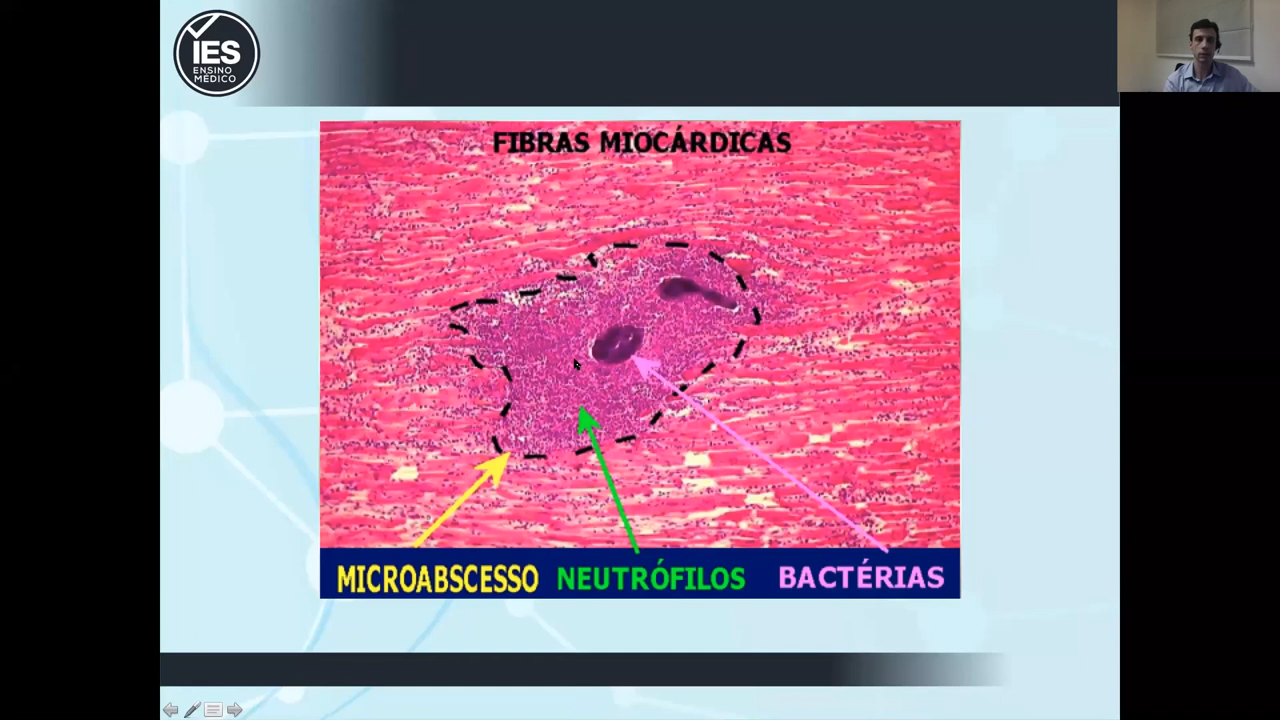 IES
ENSINO
MÉDICO
FIBRAS MIOCÁRDICAS
MICROABSCESSO NEUTRÓFILOS BACTÉRIAS